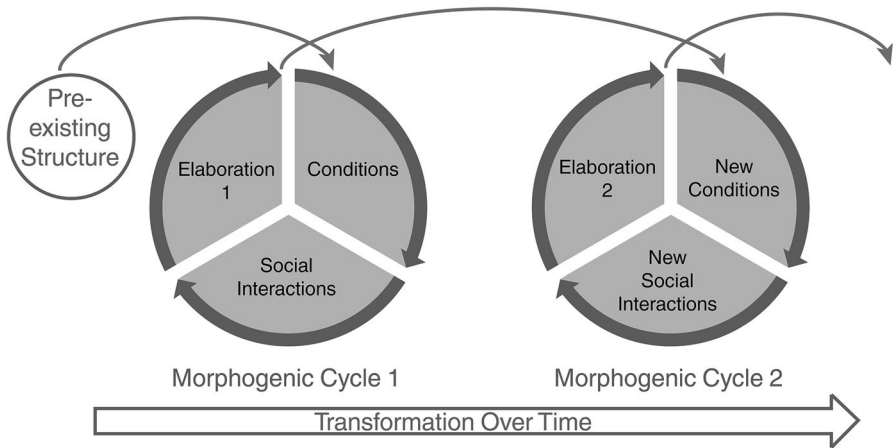 Pre-
existing
Structure
Elaboration
1
Conditions
Social
Interactions
Elaboration
2
New
Conditions
New
Social
Interactions
Morphogenic Cycle 1
Morphogenic Cycle 2
Transformation Over Time